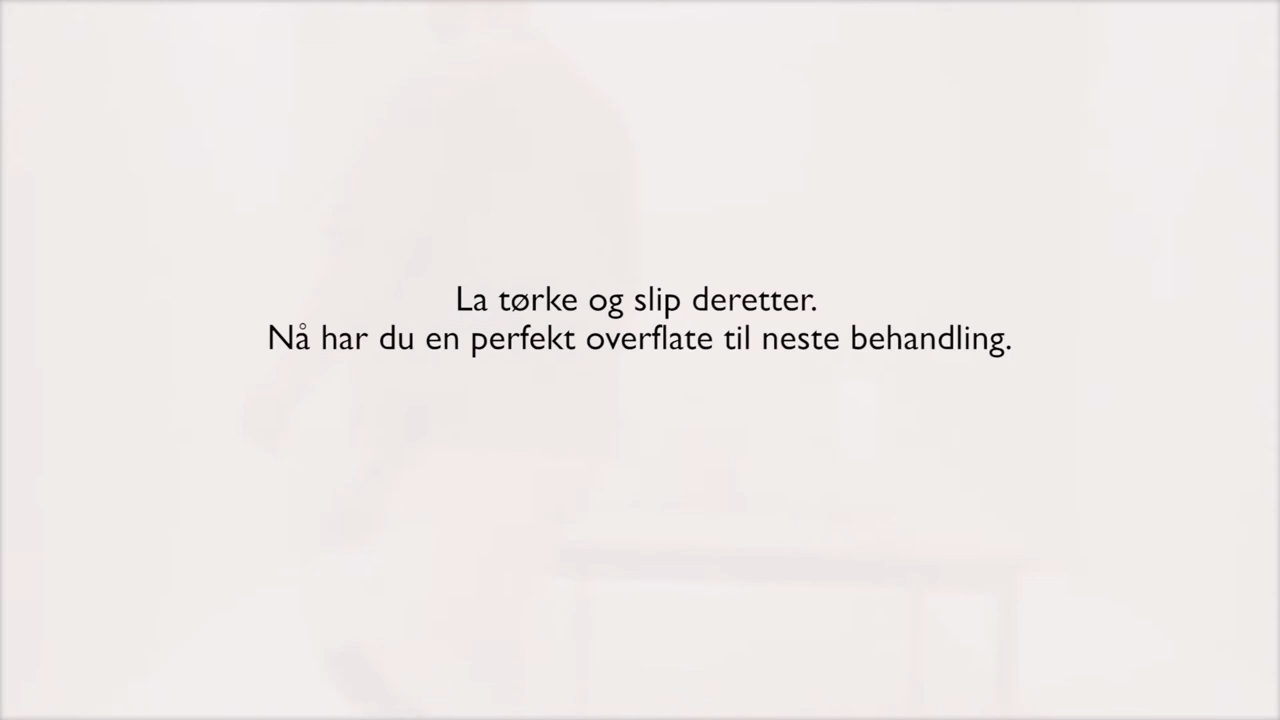 La tørke og slip deretter.
Nå har du en perfekt overflate til neste behandling.